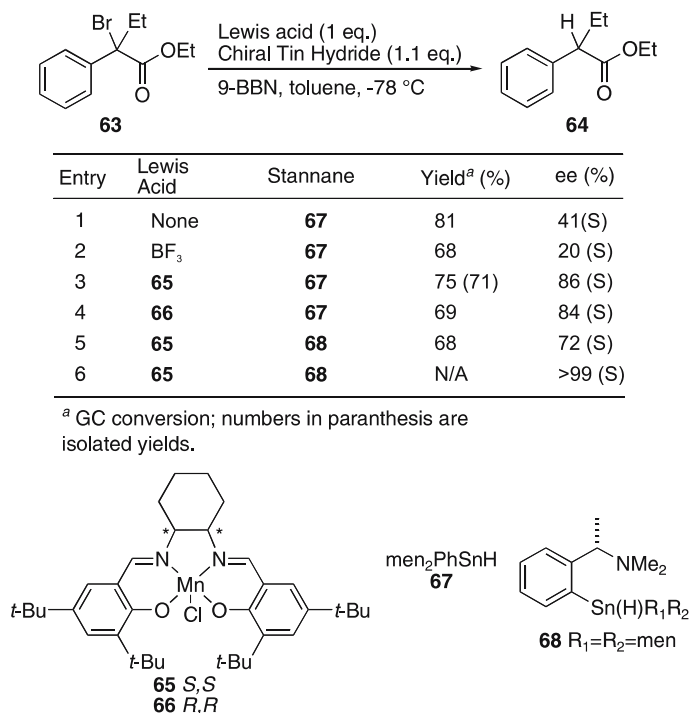 Br Et
OEt
O
63
Lewis acid (1 eq.)
Chiral Tin Hydride (1.1 eq.)
9-BBN, toluene, -78 °C
H Et
OEt
O
64
Entry Lewis Acid Stannane Yieldᵃ (%) ee (%)
1 None 67 81 41(S)
2 BF₃ 67 68 20 (S)
3 65 67 75 (71) 86 (S)
4 66 67 69 84 (S)
5 65 68 68 72 (S)
6 65 68 N/A >99 (S)
ᵃ GC conversion; numbers in paranthesis are
isolated yields.
* *
N N
Mn
t-Bu O Cl O t-Bu
t-Bu t-Bu
65 S,S
66 R,R
men₂PhSnH
67
NMe₂
Sn(H)R₁R₂
68 R₁=R₂=men